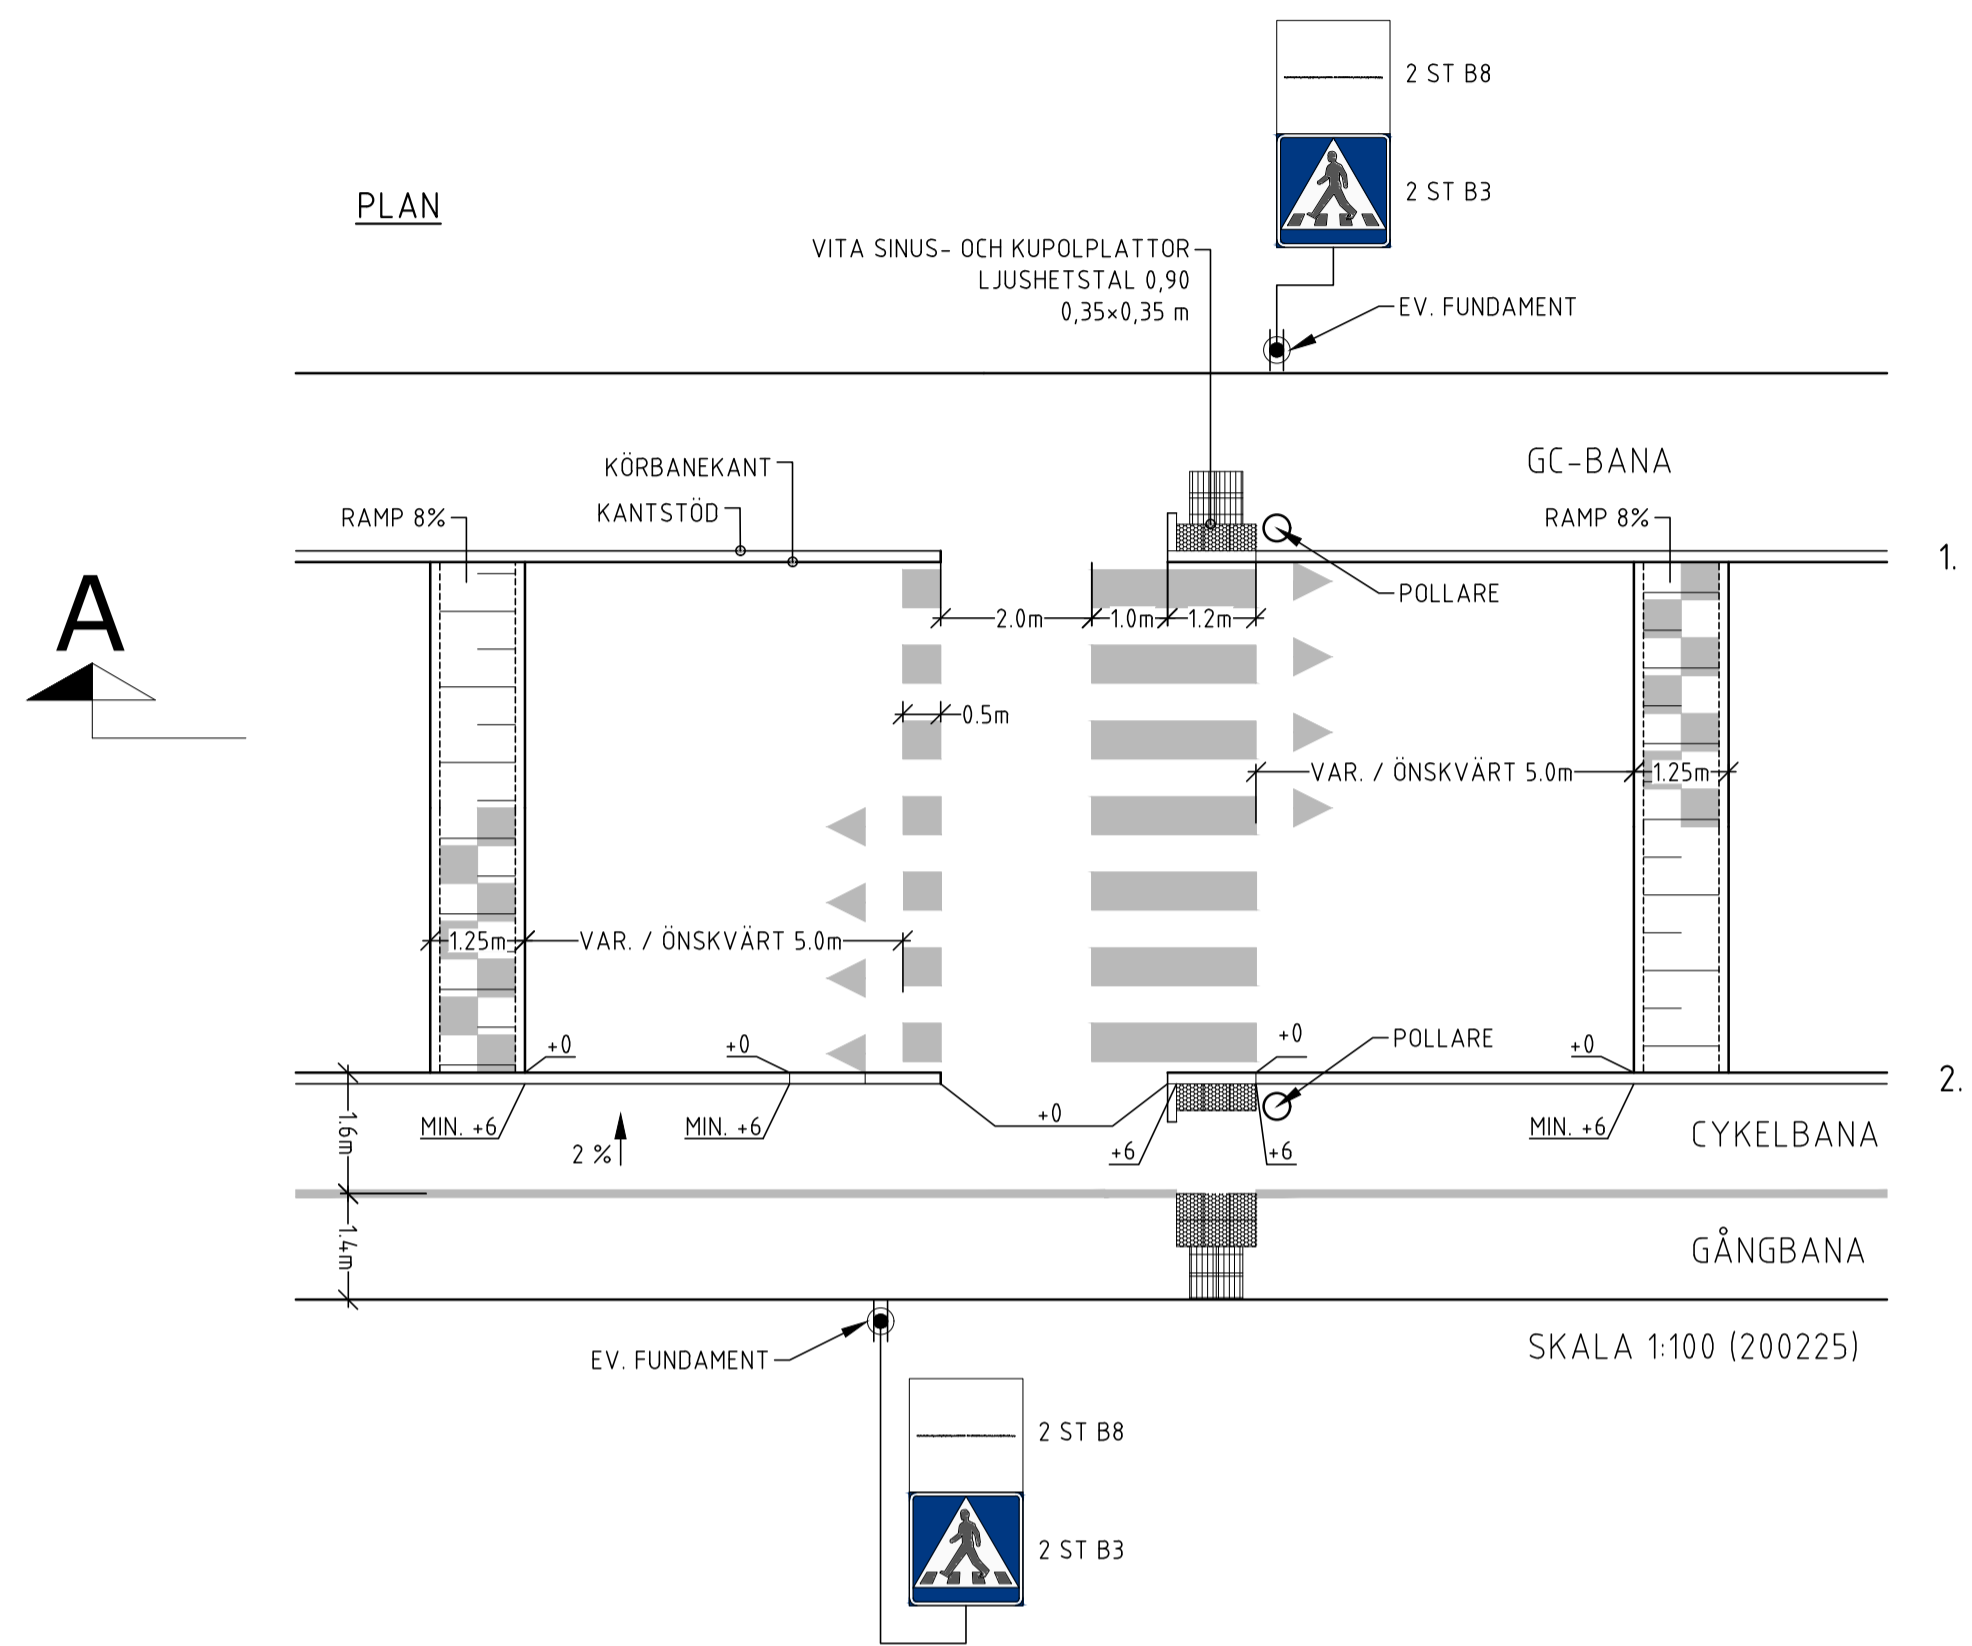 2 ST B8
2 ST B3
PLAN
VITA SINUS- OCH KUPOLPLATTOR
LJUSHETSTAL 0,90
0,35×0,35 m
EV. FUNDAMENT
GC-BANA
KÖRBANEKANT
KANTSTÖD
RAMP 8%
RAMP 8%
1.
POLLARE
A
2.0m
1.0m
1.2m
0.5m
VAR. / ÖNSKVÄRT 5.0m
1.25m
1.25m
VAR. / ÖNSKVÄRT 5.0m
+0
+0
+0
POLLARE
+0
2.
1.6m
MIN. +6
MIN. +6
+0
MIN. +6
CYKELBANA
2 %
+6
+6
1.4m
GÅNGBANA
SKALA 1:100 (200225)
EV. FUNDAMENT
2 ST B8
2 ST B3